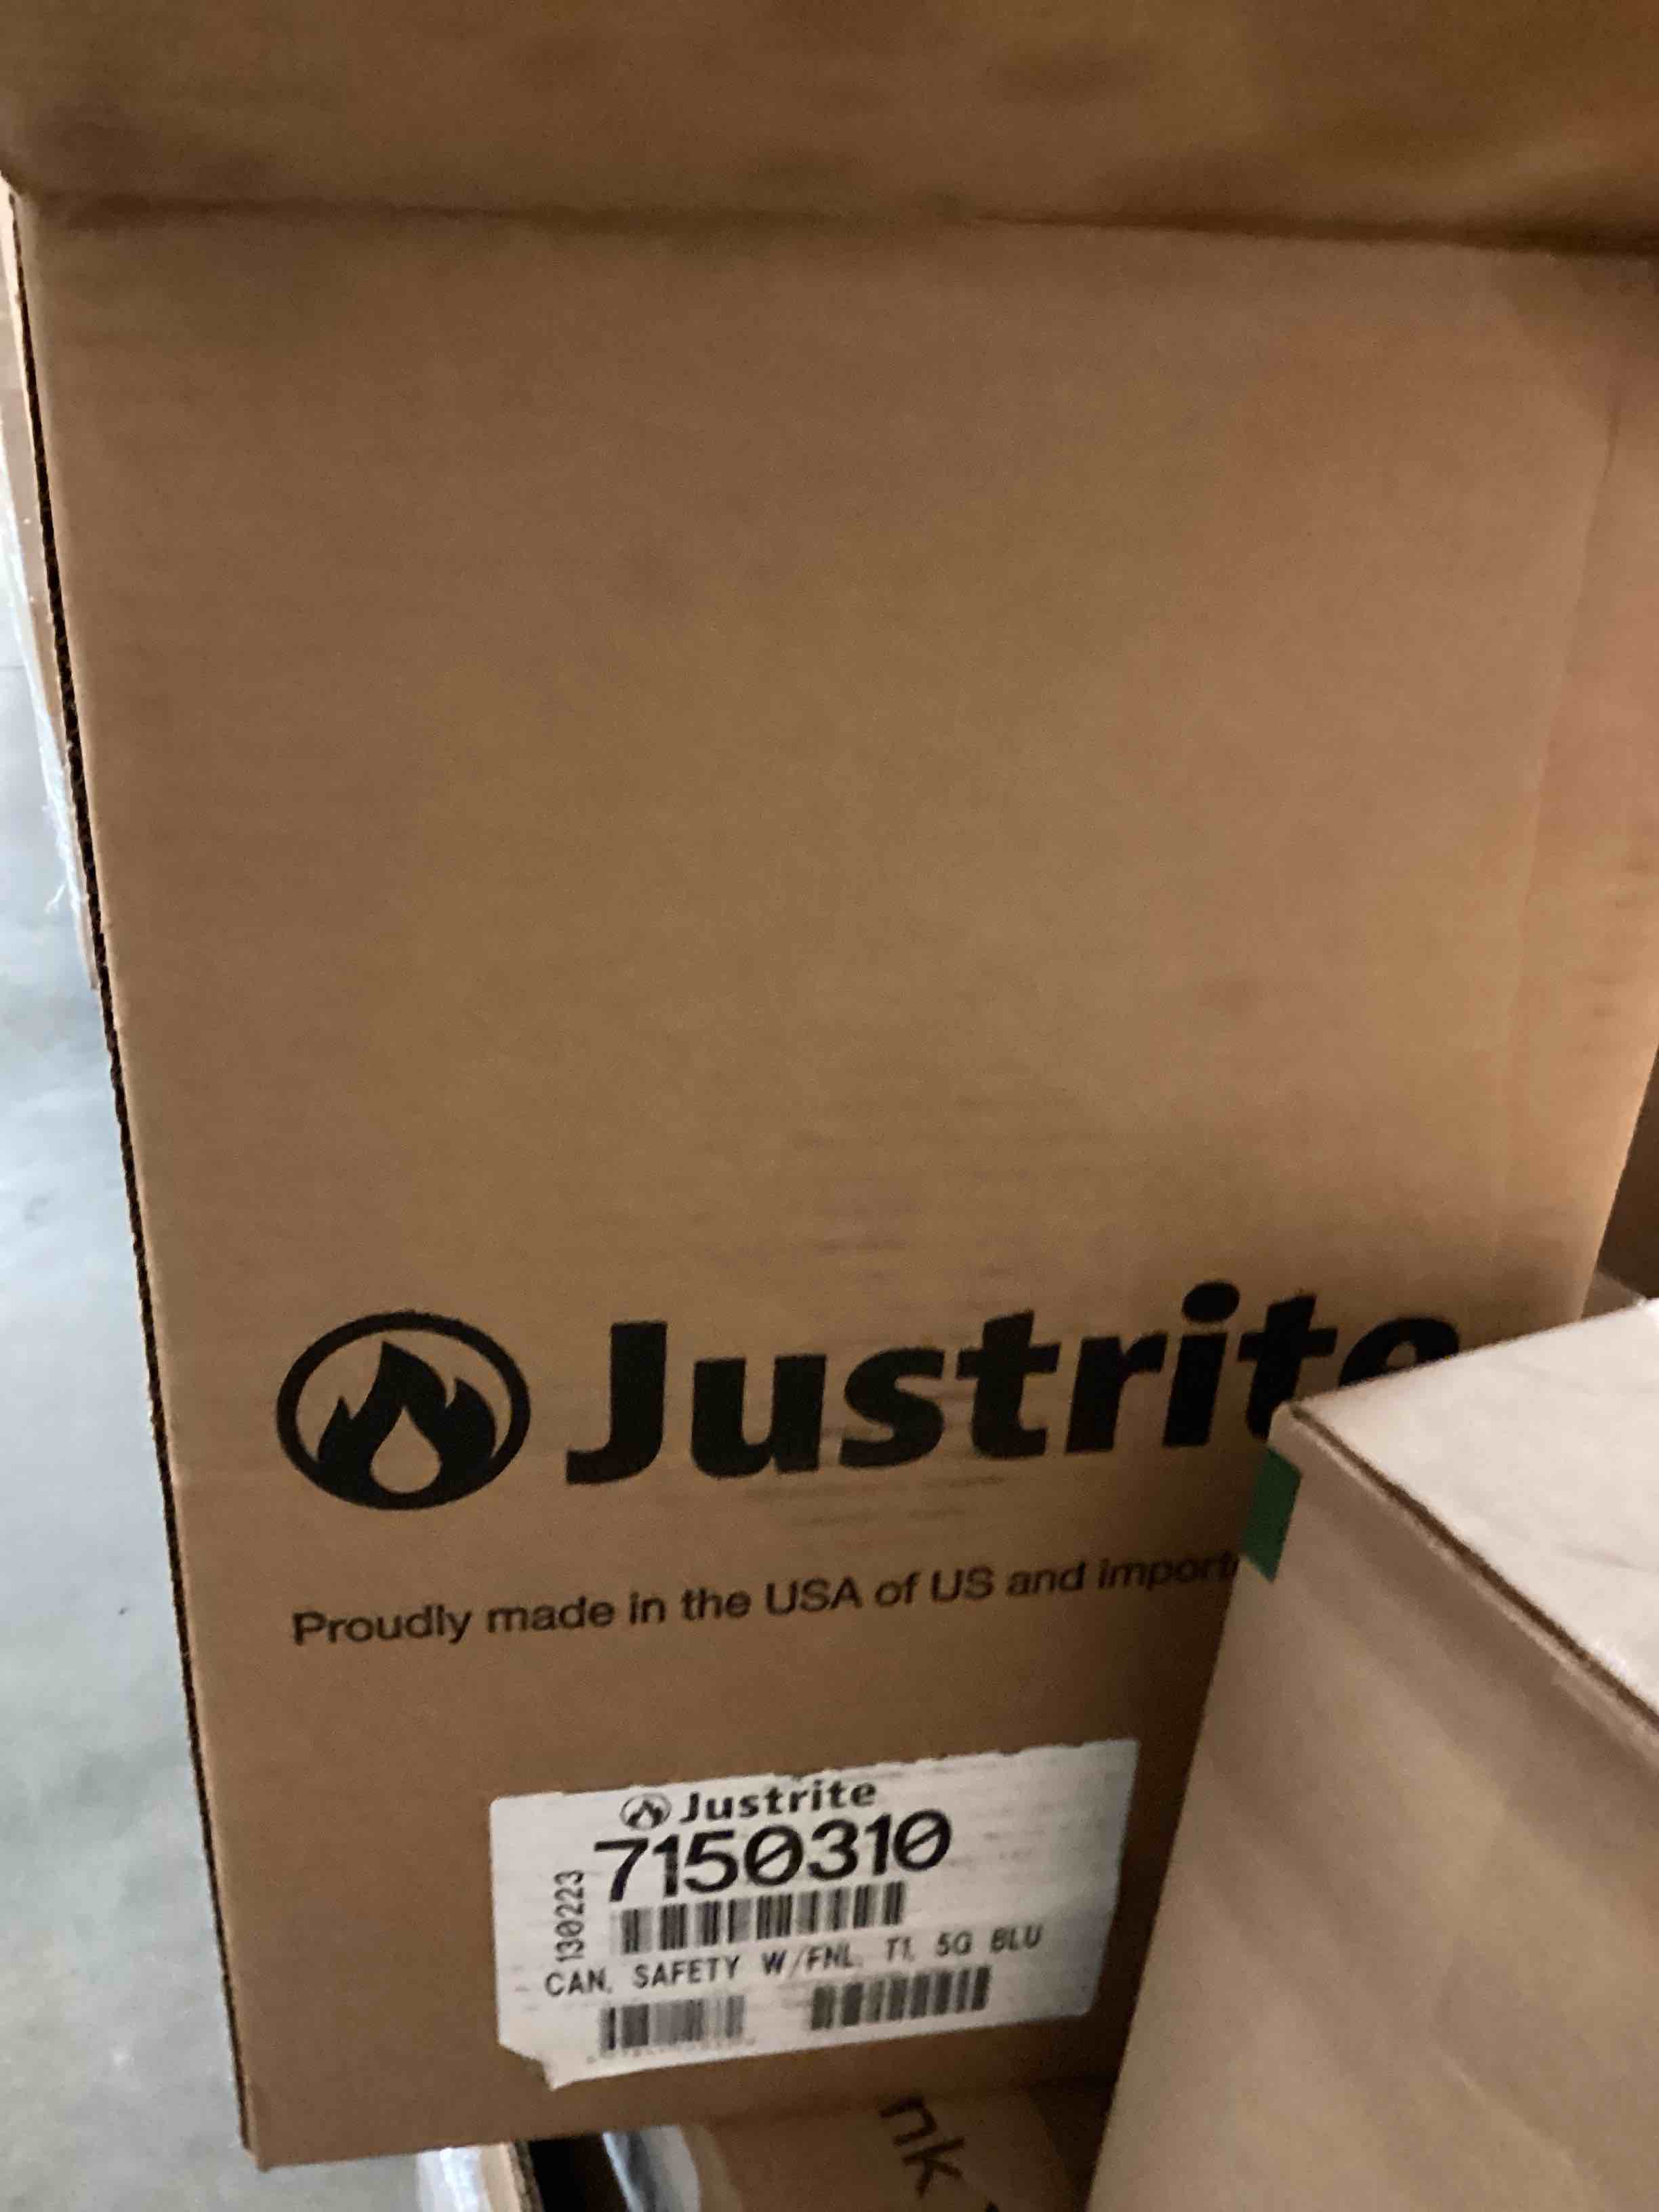 Justrite
Proudly made in the USA of US and import
Justrite
7150310
130223
CAN, SAFETY W/FNL, T1, 5G BLU
nk